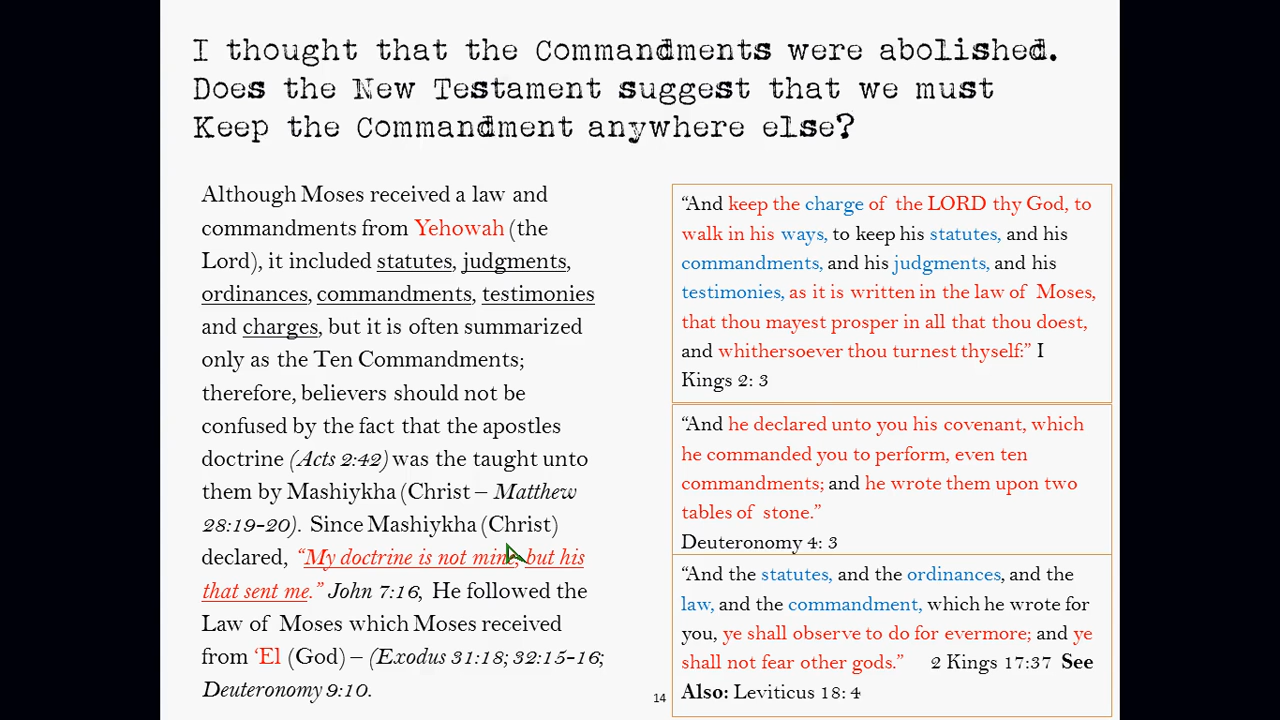 I thought that the Commandments were abolished.
Does the New Testament suggest that we must
Keep the Commandment anywhere else?
Although Moses received a law and
commandments from Yehowah (the
Lord), it included statutes, judgments,
ordinances, commandments, testimonies
and charges, but it is often summarized
only as the Ten Commandments;
therefore, believers should not be
confused by the fact that the apostles
doctrine (Acts 2:42) was the taught unto
them by Mashiykha (Christ – Matthew
28:19-20). Since Mashiykha (Christ)
declared, “My doctrine is not mine, but his
that sent me.” John 7:16, He followed the
Law of Moses which Moses received
from ‘El (God) – (Exodus 31:18; 32:15-16;
Deuteronomy 9:10.
“And keep the charge of the LORD thy God, to
walk in his ways, to keep his statutes, and his
commandments, and his judgments, and his
testimonies, as it is written in the law of Moses,
that thou mayest prosper in all that thou doest,
and whithersoever thou turnest thyself:” I
Kings 2: 3
“And he declared unto you his covenant, which
he commanded you to perform, even ten
commandments; and he wrote them upon two
tables of stone.”
Deuteronomy 4: 3
“And the statutes, and the ordinances, and the
law, and the commandment, which he wrote for
you, ye shall observe to do for evermore; and ye
shall not fear other gods.” 2 Kings 17:37 See
Also: Leviticus 18: 4
14